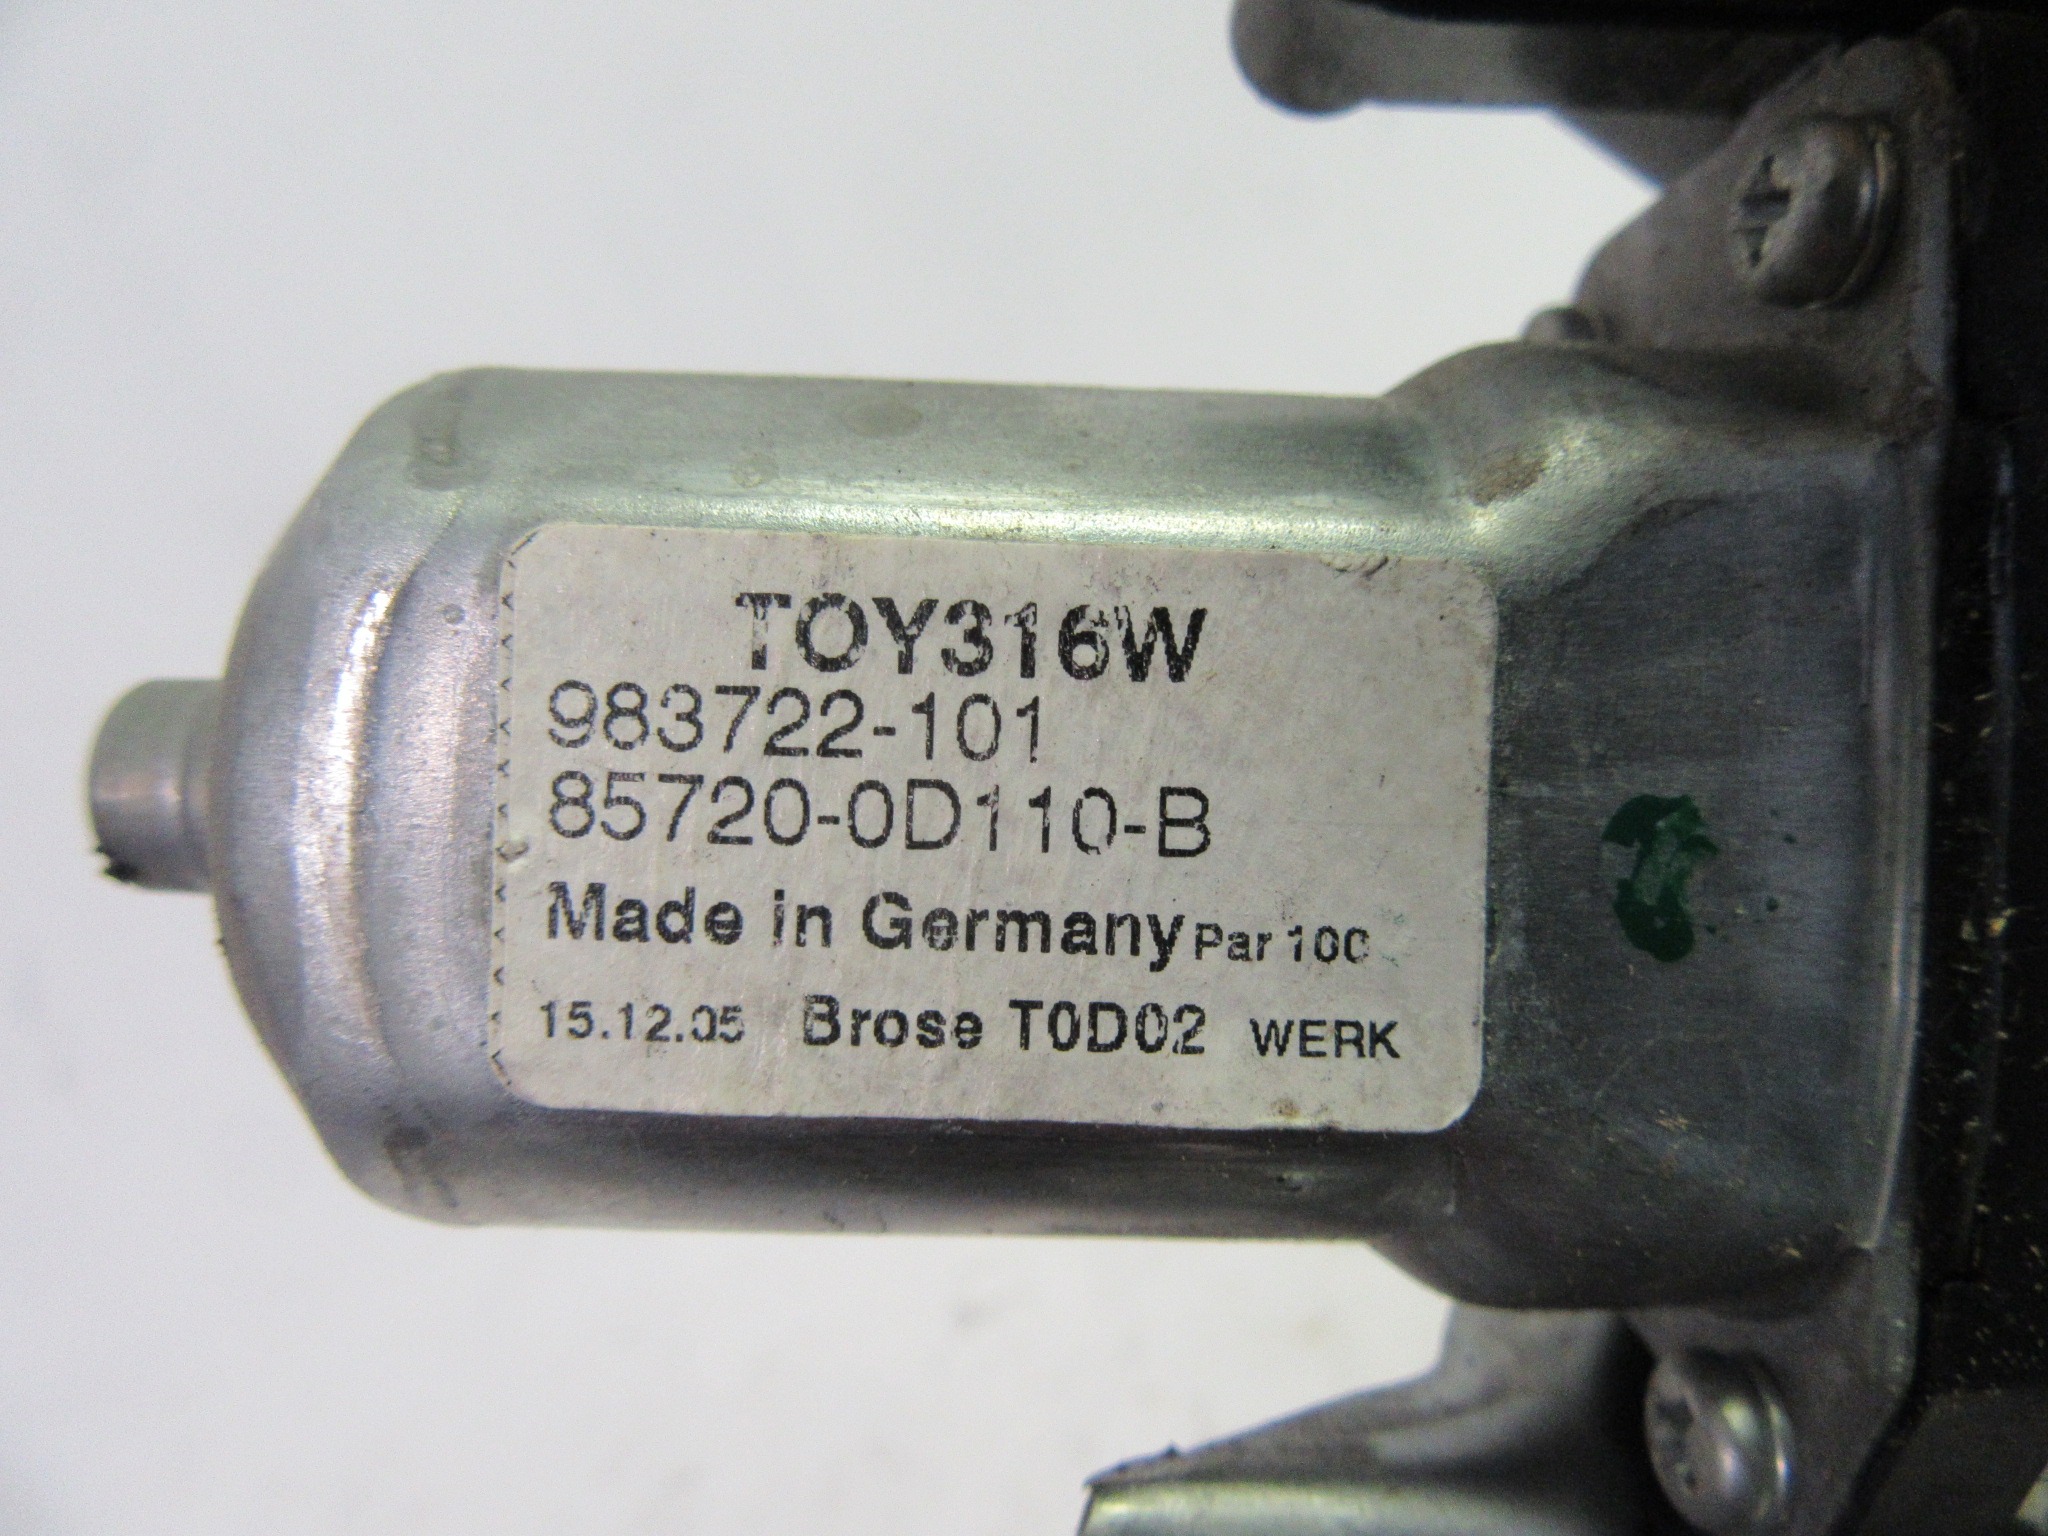 TOY316W
983722-101
85720-0D110-B
Made in Germany Par 100
15.12.05 Brose T0D02 WERK